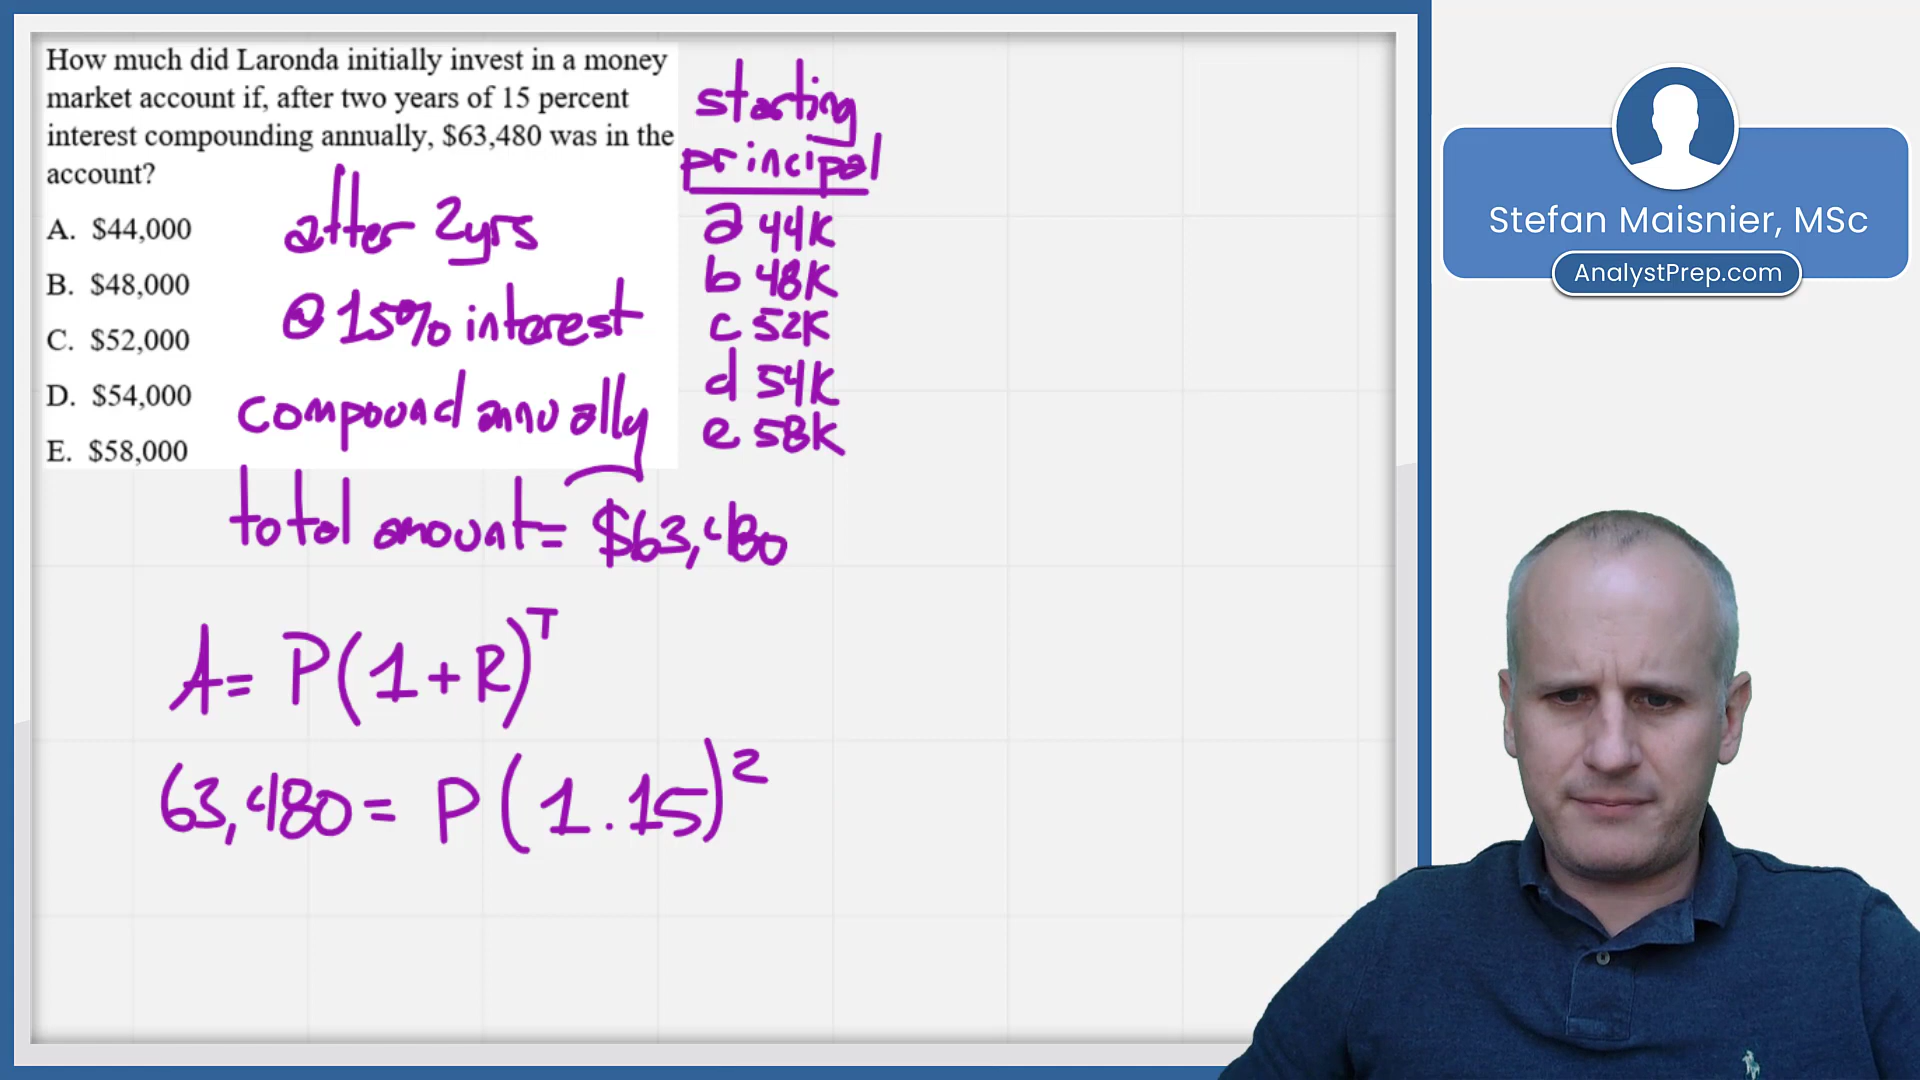 How much did Laronda initially invest in a money
market account if, after two years of 15 percent
interest compounding annually, $63,480 was in the
account?
A. $44,000
B. $48,000
C. $52,000
D. $54,000
E. $58,000
after 2yrs
@ 15% interest
compound annually
total amount = $63,480
starting
principal
a 44K
b 48K
c 52K
d 54K
e 58K
A = P(1+R)ᵀ
63,480 = P(1.15)²
Stefan Maisnier, MSc
AnalystPrep.com